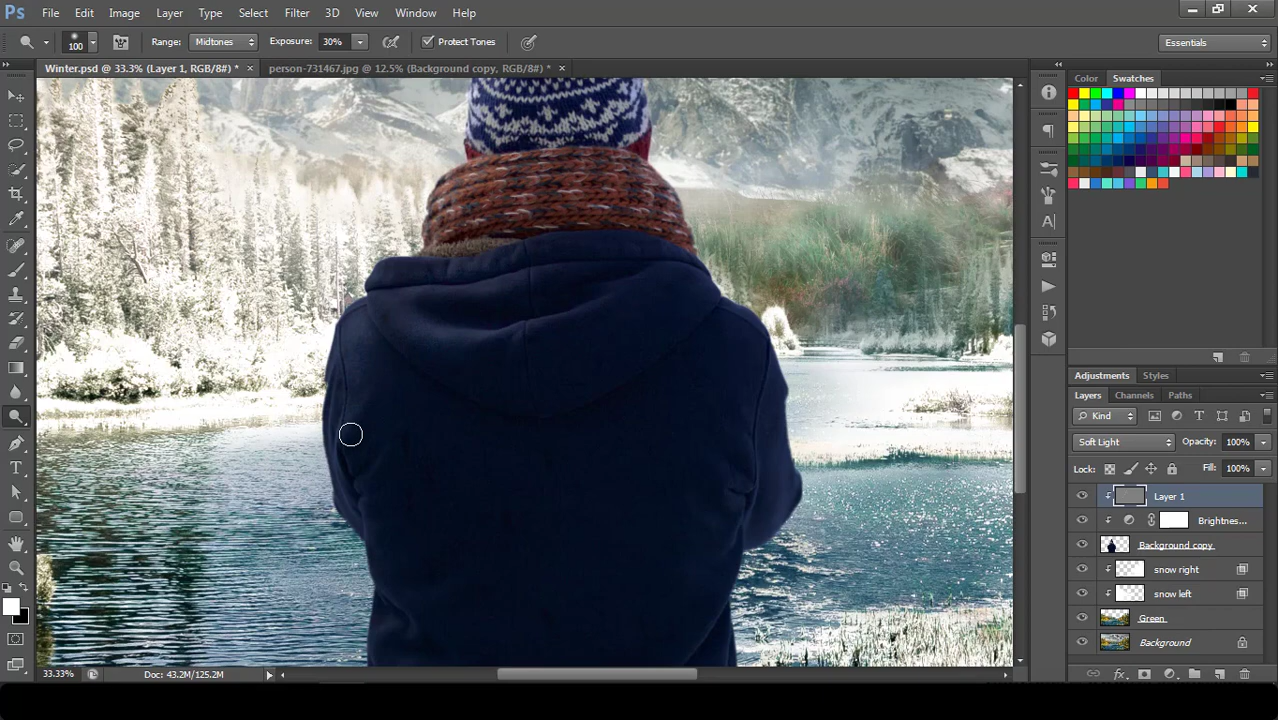 Ps File Edit Image Layer Type Select Filter 3D View Window Help
100 Range: Midtones Exposure: 30% Protect Tones Essentials
Winter.psd @ 33.3% (Layer 1, RGB/8#) * × person-731467.jpg @ 12.5% (Background copy, RGB/8#) * ×
Color Swatches
Adjustments Styles
Layers Channels Paths
Kind
Soft Light Opacity: 100%
Lock: Fill: 100%
Layer 1
Brightnes...
Background copy
snow right
snow left
Green
Background
33.33% Doc: 43.2M/125.2M